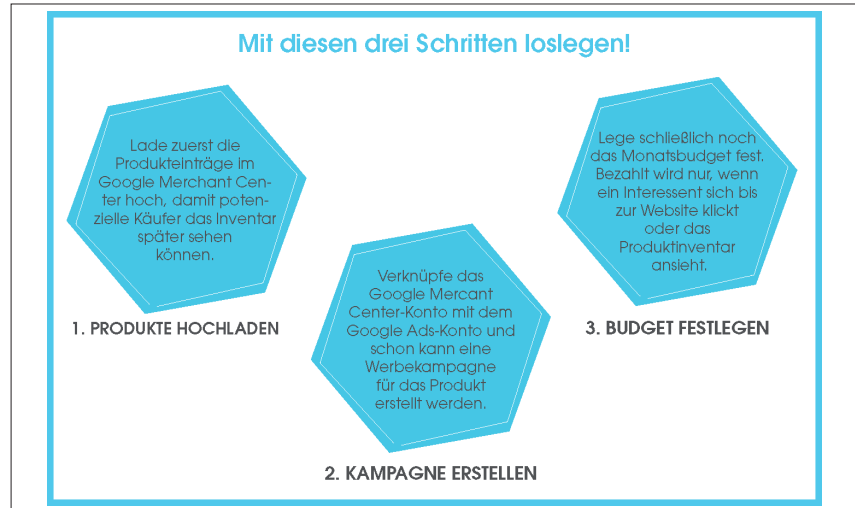 Mit diesen drei Schritten loslegen!
Lade zuerst die
Produkteinträge im
Google Merchant Cen-
ter hoch, damit poten-
zielle Käufer das Inventar
später sehen
können.
1. PRODUKTE HOCHLADEN
Verknüpfe das
Google Mercant
Center-Konto mit dem
Google Ads-Konto und
schon kann eine
Werbekampagne
für das Produkt
erstellt werden.
2. KAMPAGNE ERSTELLEN
Lege schließlich noch
das Monatsbudget fest.
Bezahlt wird nur, wenn
ein Interessent sich bis
zur Website klickt
oder das
Produktinventar
ansieht.
3. BUDGET FESTLEGEN